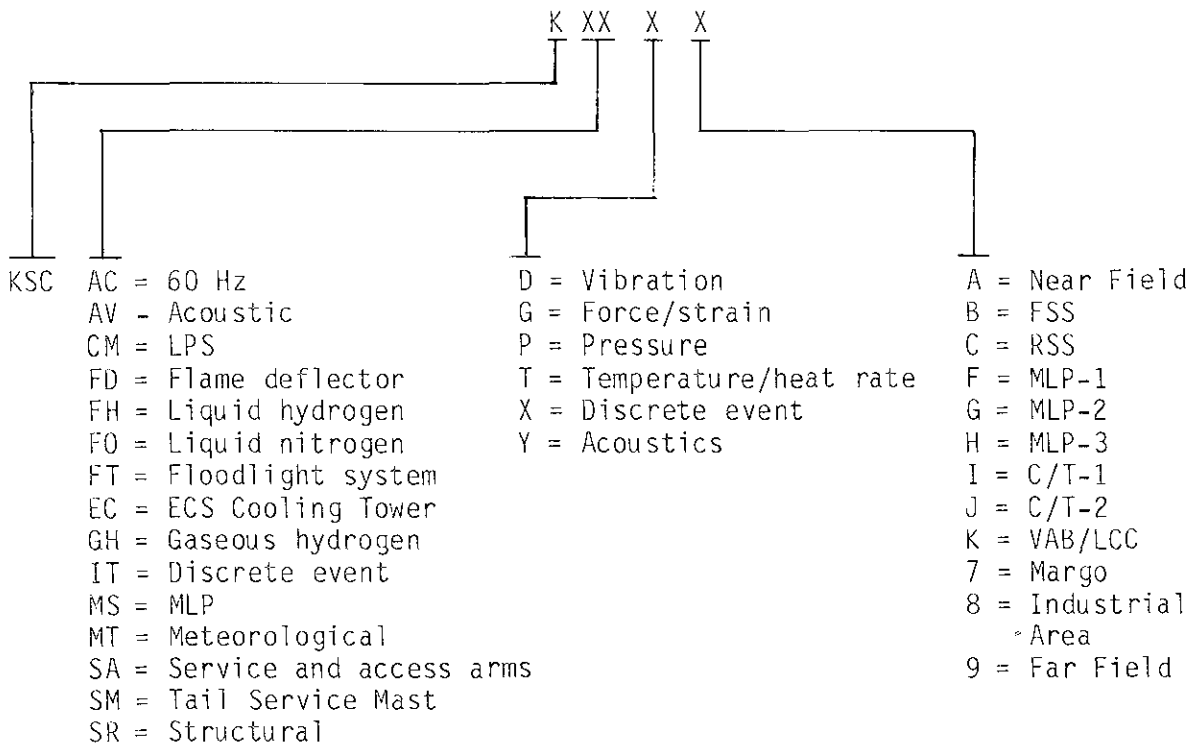 K XX X X
KSC AC = 60 Hz
AV - Acoustic
CM = LPS
FD = Flame deflector
FH = Liquid hydrogen
FO = Liquid nitrogen
FT = Floodlight system
EC = ECS Cooling Tower
GH = Gaseous hydrogen
IT = Discrete event
MS = MLP
MT = Meteorological
SA = Service and access arms
SM = Tail Service Mast
SR = Structural
D = Vibration
G = Force/strain
P = Pressure
T = Temperature/heat rate
X = Discrete event
Y = Acoustics
A = Near Field
B = FSS
C = RSS
F = MLP-1
G = MLP-2
H = MLP-3
I = C/T-1
J = C/T-2
K = VAB/LCC
7 = Margo
8 = Industrial
Area
9 = Far Field